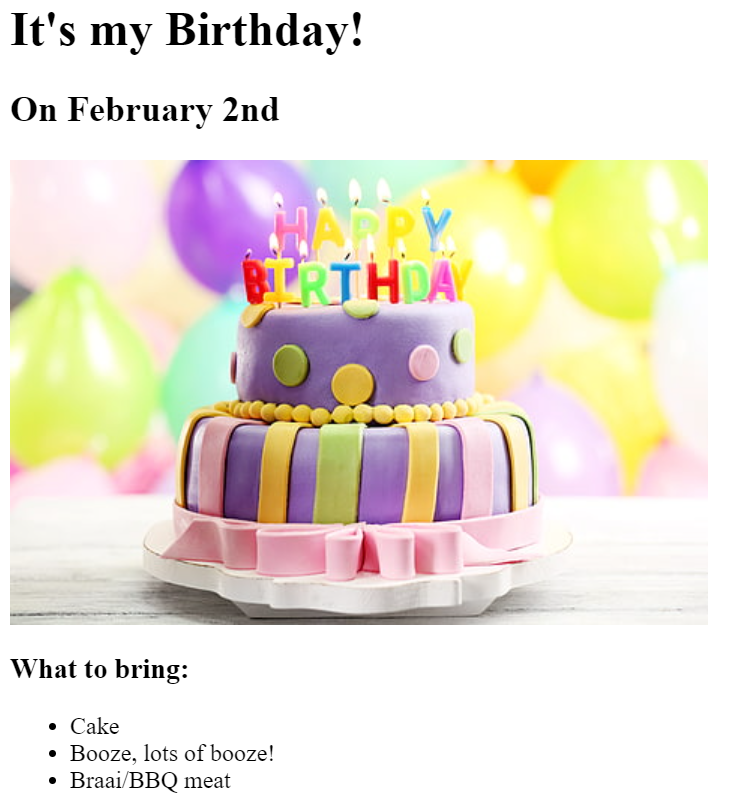 It's my Birthday!
On February 2nd
HAPPY
BIRTHDAY
What to bring:
Cake
Booze, lots of booze!
Braai/BBQ meat